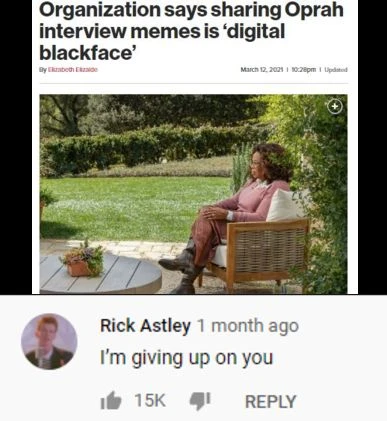 Organization says sharing Oprah
interview memes is ‘digital
blackface’
By Elizabeth Elizalde March 12, 2021 | 10:28pm | Updated
Rick Astley 1 month ago
I'm giving up on you
15K REPLY